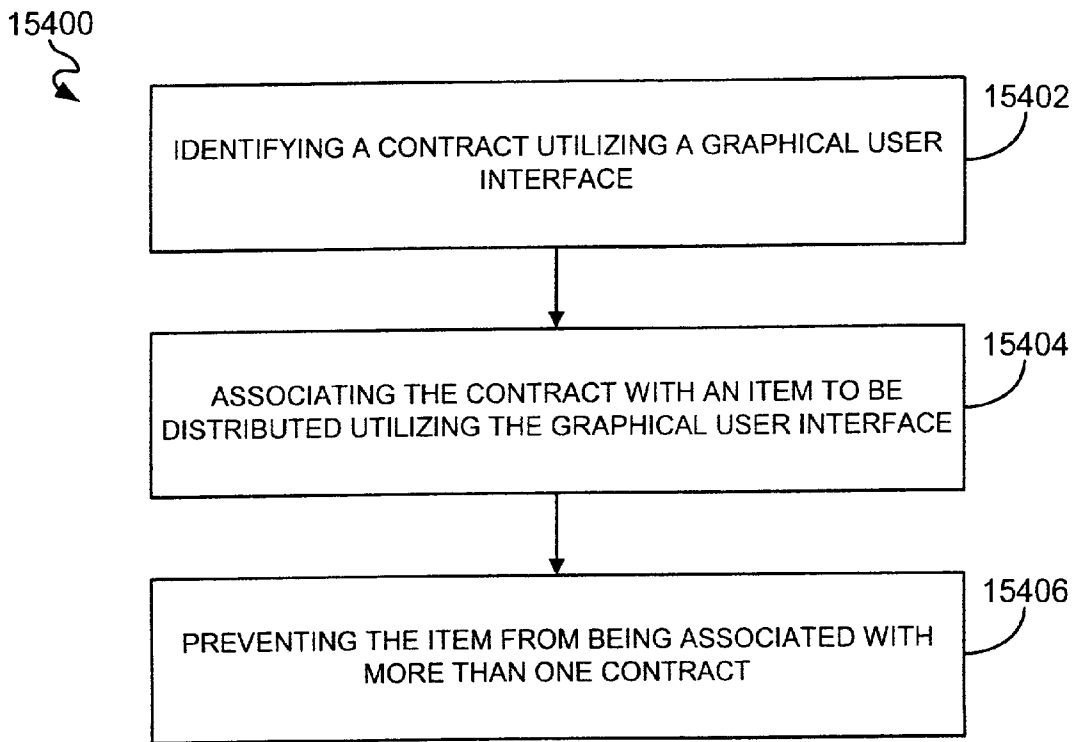 15400
15402
IDENTIFYING A CONTRACT UTILIZING A GRAPHICAL USER
INTERFACE
15404
ASSOCIATING THE CONTRACT WITH AN ITEM TO BE
DISTRIBUTED UTILIZING THE GRAPHICAL USER INTERFACE
15406
PREVENTING THE ITEM FROM BEING ASSOCIATED WITH
MORE THAN ONE CONTRACT